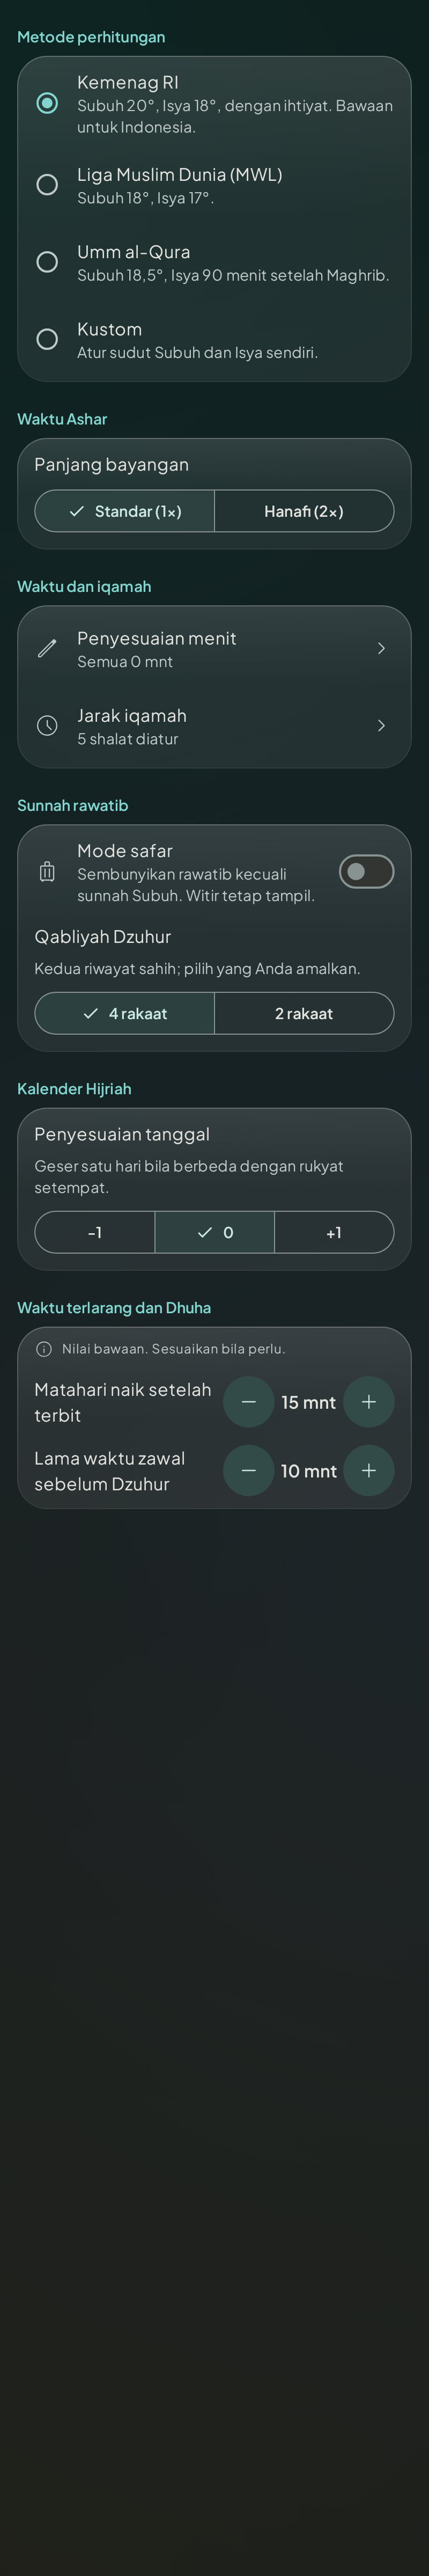 Metode perhitungan
Kemenag RI
Subuh 20°, Isya 18°, dengan ihtiyat. Bawaan
untuk Indonesia.
Liga Muslim Dunia (MWL)
Subuh 18°, Isya 17°.
Umm al-Qura
Subuh 18,5°, Isya 90 menit setelah Maghrib.
Kustom
Atur sudut Subuh dan Isya sendiri.
Waktu Ashar
Panjang bayangan
Standar (1×)
Hanafi (2×)
Waktu dan iqamah
Penyesuaian menit
Semua 0 mnt
Jarak iqamah
5 shalat diatur
Sunnah rawatib
Mode safar
Sembunyikan rawatib kecuali
sunnah Subuh. Witir tetap tampil.
Qabliyah Dzuhur
Kedua riwayat sahih; pilih yang Anda amalkan.
4 rakaat
2 rakaat
Kalender Hijriah
Penyesuaian tanggal
Geser satu hari bila berbeda dengan rukyat
setempat.
-1
0
+1
Waktu terlarang dan Dhuha
Nilai bawaan. Sesuaikan bila perlu.
Matahari naik setelah
terbit
15 mnt
Lama waktu zawal
sebelum Dzuhur
10 mnt